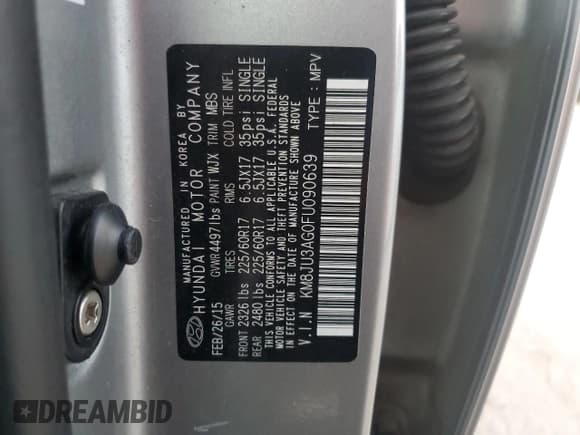 MANUFACTURED IN KOREA BY
HYUNDAI MOTOR COMPANY
FEB/26/15 GVWR 4497lbs PAINT WJX TRIM MBS
GAWR TIRES RIMS COLD TIRE INFL
FRONT 2326lbs 225/60R17 6.5JX17 35psi SINGLE
REAR 2480lbs 225/60R17 6.5JX17 35psi SINGLE
THIS VEHICLE CONFORMS TO ALL APPLICABLE U.S.A. FEDERAL
MOTOR VEHICLE SAFETY AND THEFT PREVENTION STANDARDS
IN EFFECT ON THE DATE OF MANUFACTURE SHOWN ABOVE
V.I.N KM8JU3AG0FU090639 TYPE : MPV
DREAMBID